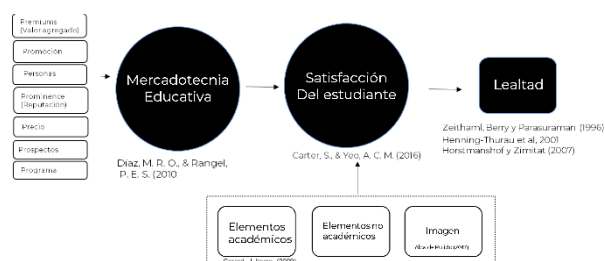 Premiums
(Valor agregado)
Promoción
Personas
Prominence
(Reputación)
Precio
Prospectos
Programa
Mercadotecnia
Educativa
Díaz, M. R. O., & Rangel,
P. E. S. (2010
Satisfacción
Del estudiante
Carter, S., & Yeo, A. C. M. (2016)
Lealtad
Zeithaml, Berry y Parasuraman (1996)
Henning-Thurau et al, 2001
Horstmanshof y Zimitat (2007)
Elementos
académicos
(2009)
Elementos no
académicos
Imagen